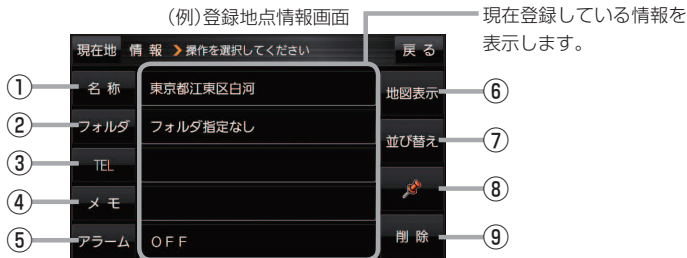 (例)登録地点情報画面
現在登録している情報を
表示します。
現在地 情 報 操作を選択してください 戻 る
① 名 称 東京都江東区白河 地図表示 ⑥
② フォルダ フォルダ指定なし 並び替え ⑦
③ TEL ⑧
④ メ モ
⑤ アラーム OFF 削 除 ⑨